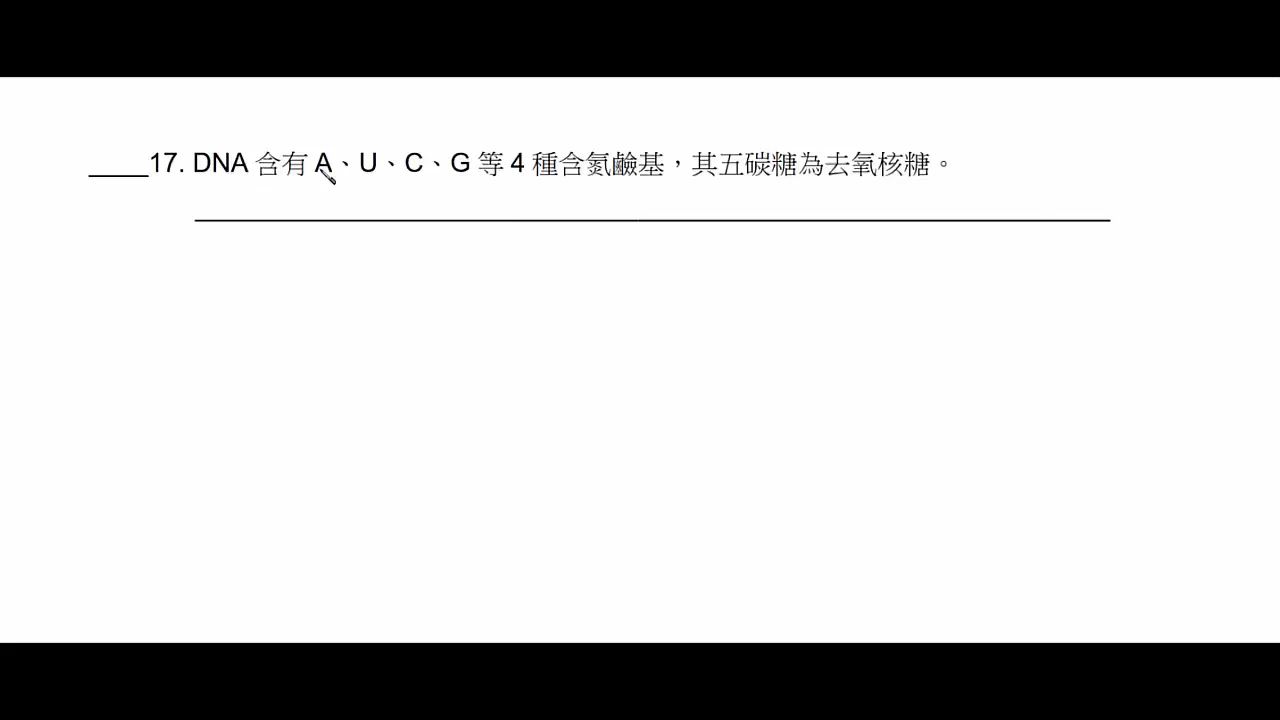 ____17. DNA 含有 A、U、C、G 等 4 種含氮鹼基，其五碳糖為去氧核糖。